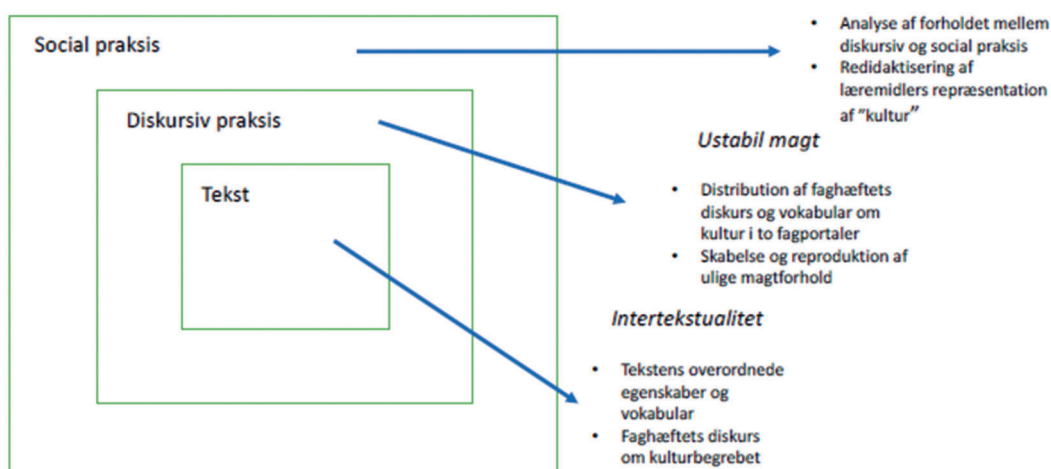 Social praksis
Diskursiv praksis
Tekst
• Analyse af forholdet mellem
diskursiv og social praksis
• Redidaktisering af
læremidlers repræsentation
af "kultur”
Ustabil magt
• Distribution af faghæftets
diskurs og vokabular om
kultur i to fagportaler
• Skabelse og reproduktion af
ulige magtforhold
Intertekstualitet
• Tekstens overordnede
egenskaber og
vokabular
• Faghæftets diskurs
om kulturbegrebet